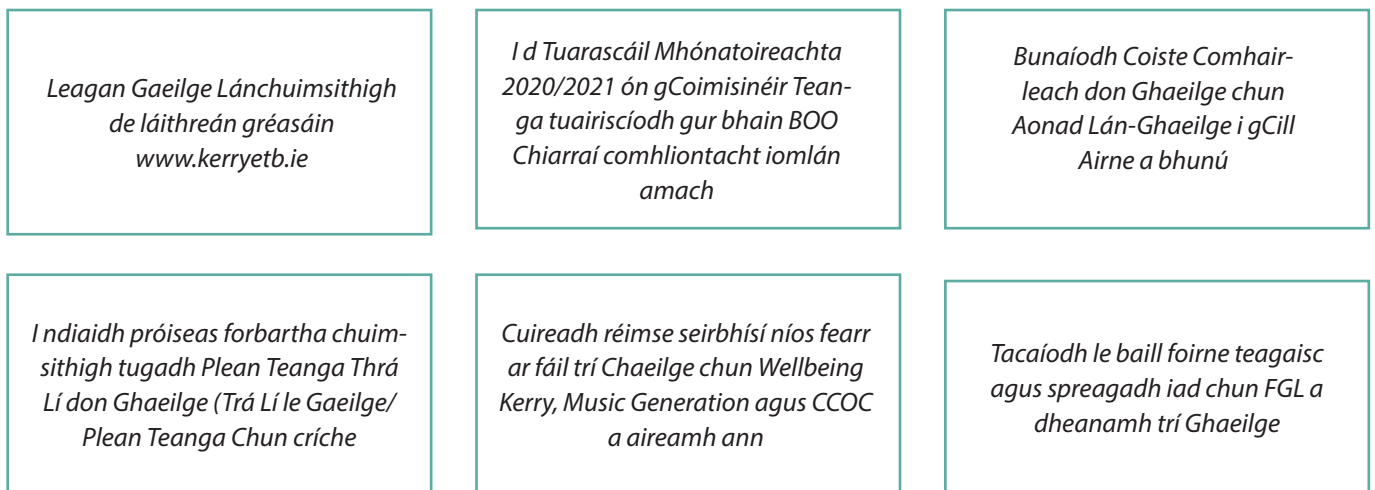 Leagan Gaeilge Lánchuimsithigh
de láithreán gréasáin
www.kerryetb.ie
I d Tuarascáil Mhónatoireachta
2020/2021 ón gCoimisinéir Tean-
ga tuairiscíodh gur bhain BOO
Chiarraí comhliontacht iomlán
amach
Bunaíodh Coiste Comhair-
leach don Ghaeilge chun
Aonad Lán-Ghaeilge i gCill
Airne a bhunú
I ndiaidh próiseas forbartha chuim-
sithigh tugadh Plean Teanga Thrá
Lí don Ghaeilge (Trá Lí le Gaeilge/
Plean Teanga Chun críche
Cuireadh réimse seirbhísí níos fearr
ar fáil trí Chaeilge chun Wellbeing
Kerry, Music Generation agus CCOC
a aireamh ann
Tacaíodh le baill foirne teagaisc
agus spreagadh iad chun FGL a
dheanamh trí Ghaeilge